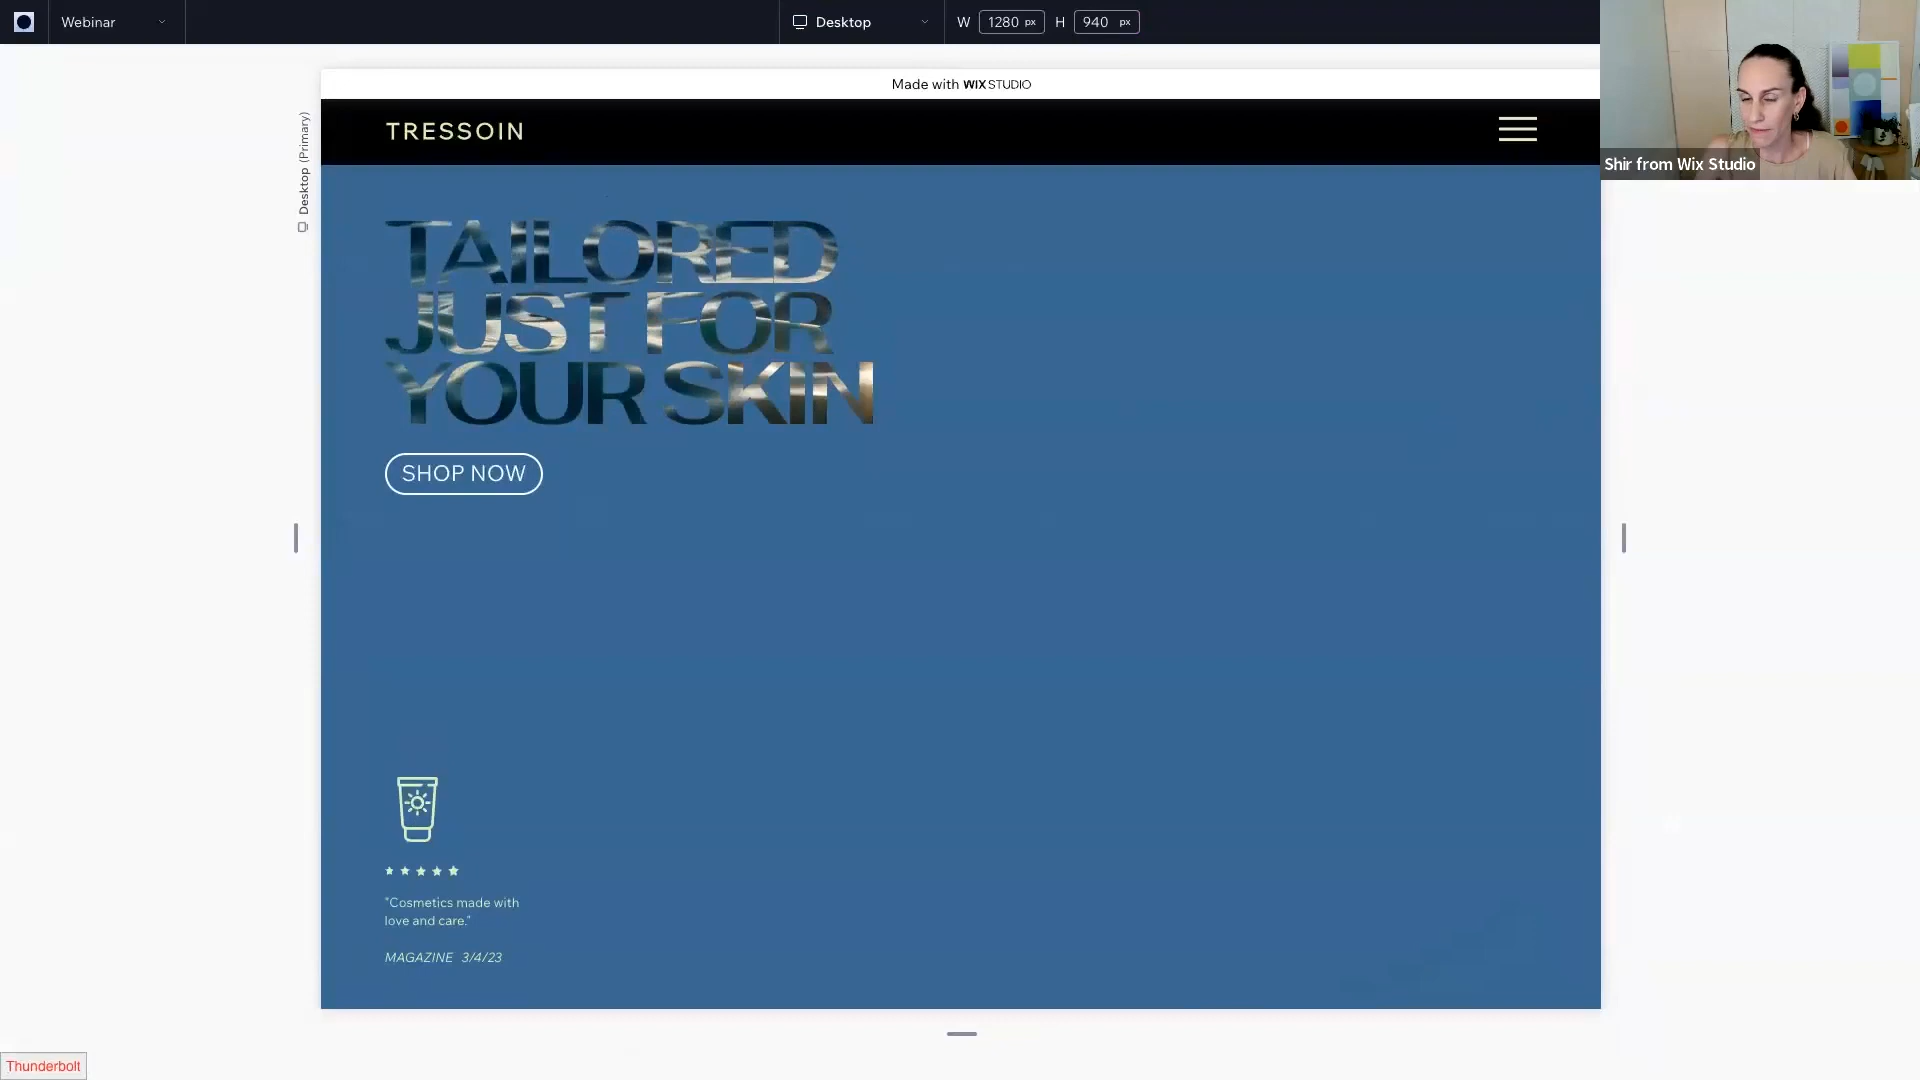 Webinar
Desktop
W 1280 px H 940 px
Shir from Wix Studio
Made with WIX STUDIO
Desktop (Primary)
TRESSOIN
TAILORED
JUST FOR
YOUR SKIN
SHOP NOW
"Cosmetics made with
love and care."
MAGAZINE 3/4/23
Thunderbolt